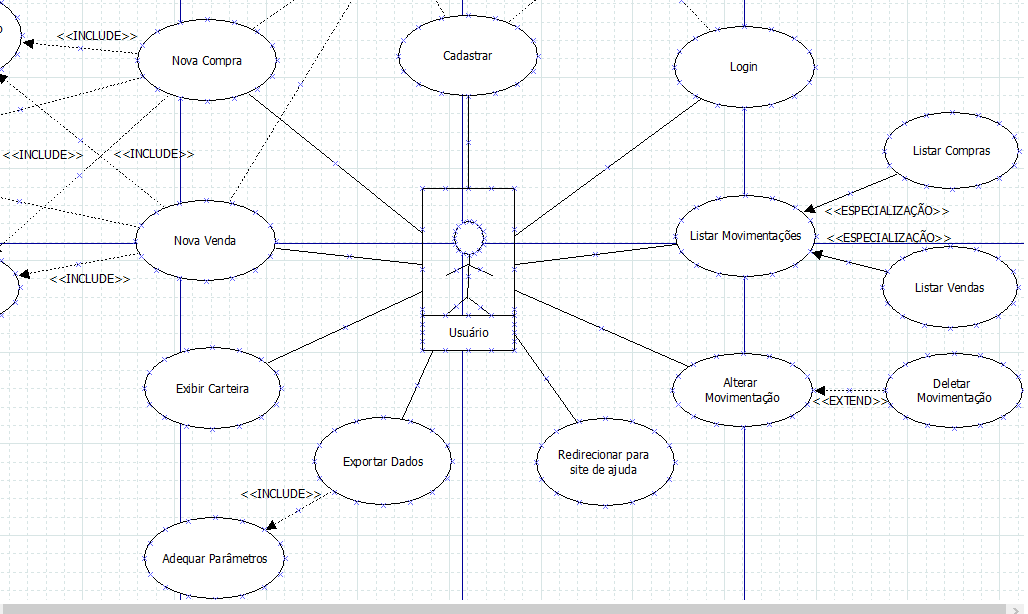 <<INCLUDE>>
Nova Compra
Cadastrar
Login
Listar Compras
<<INCLUDE>>
<<INCLUDE>>
<<ESPECIALIZAÇÃO>>
Nova Venda
Listar Movimentações
<<ESPECIALIZAÇÃO>>
<<INCLUDE>>
Listar Vendas
Usuário
Exibir Carteira
Alterar
Movimentação
<<EXTEND>>
Deletar
Movimentação
Exportar Dados
Redirecionar para
site de ajuda
<<INCLUDE>>
Adequar Parâmetros